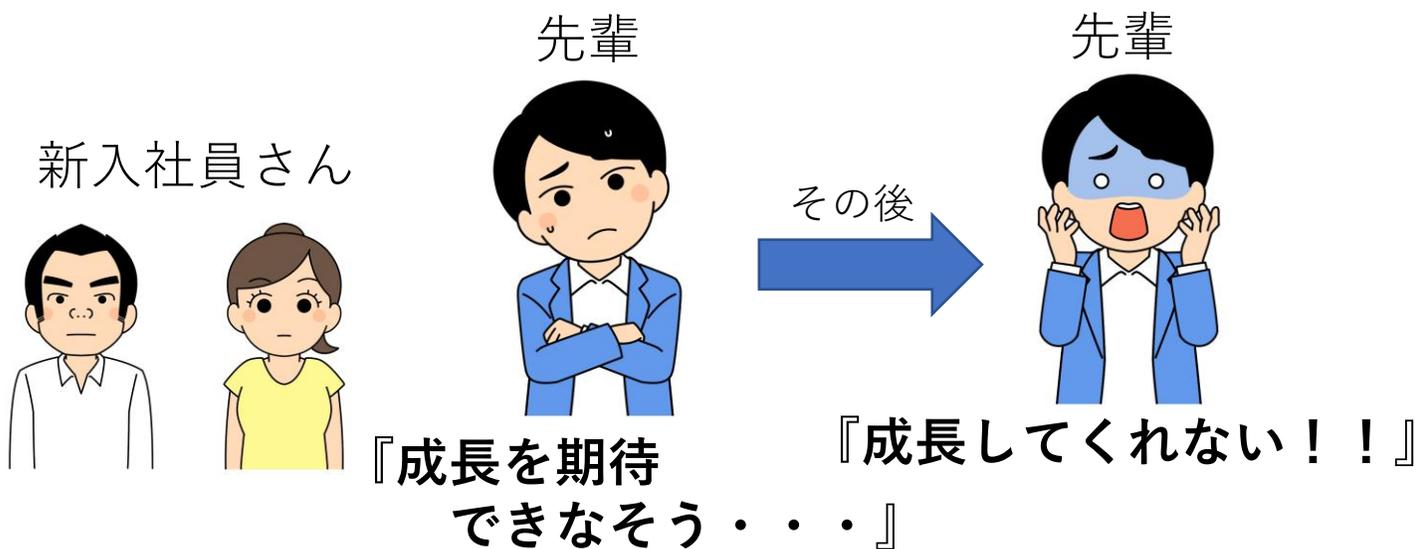 先輩
先輩
新入社員さん
その後
『成長を期待
できなそう・・・』
『成長してくれない！！』